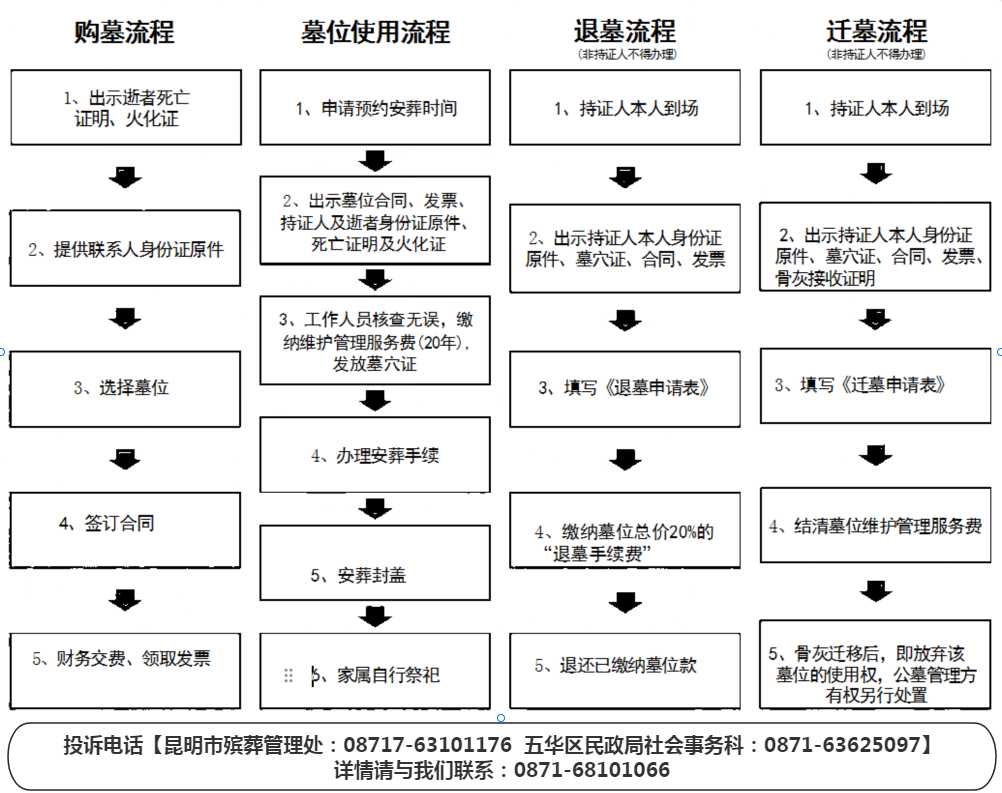 购墓流程
1、出示逝者死亡
证明、火化证
2、提供联系人身份证原件
3、选择墓位
4、签订合同
5、财务交费、领取发票
墓位使用流程
1、申请预约安葬时间
2、出示墓位合同、发票、
持证人及逝者身份证原件、
死亡证明及火化证
3、工作人员核查无误，缴
纳维护管理服务费(20年),
发放墓穴证
4、办理安葬手续
5、安葬封盖
6、家属自行祭祀
退墓流程
(非持证人不得办理)
1、持证人本人到场
2、出示持证人本人身份证
原件、墓穴证、合同、发票
3、填写《退墓申请表》
4、缴纳墓位总价20%的
“退墓手续费”
5、退还已缴纳墓位款
迁墓流程
(非持证人不得办理)
1、持证人本人到场
2、出示持证人本人身份证
原件、墓穴证、合同、发票、
骨灰接收证明
3、填写《迁墓申请表》
4、结清墓位维护管理服务费
5、骨灰迁移后，即放弃该
墓位的使用权，公墓管理方
有权另行处置
投诉电话【昆明市殡葬管理处：08717-63101176 五华区民政局社会事务科：0871-63625097】
详情请与我们联系：0871-68101066